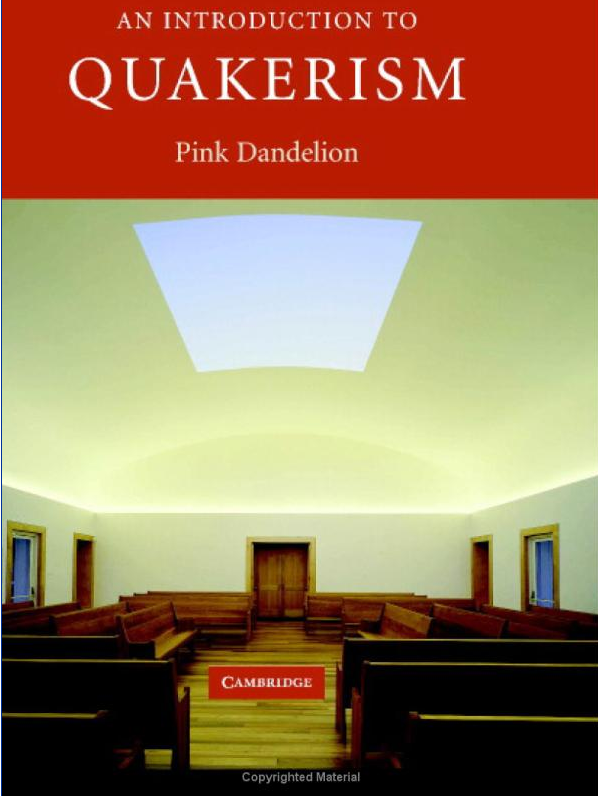 AN INTRODUCTION TO
QUAKERISM
Pink Dandelion
CAMBRIDGE
Copyrighted Material